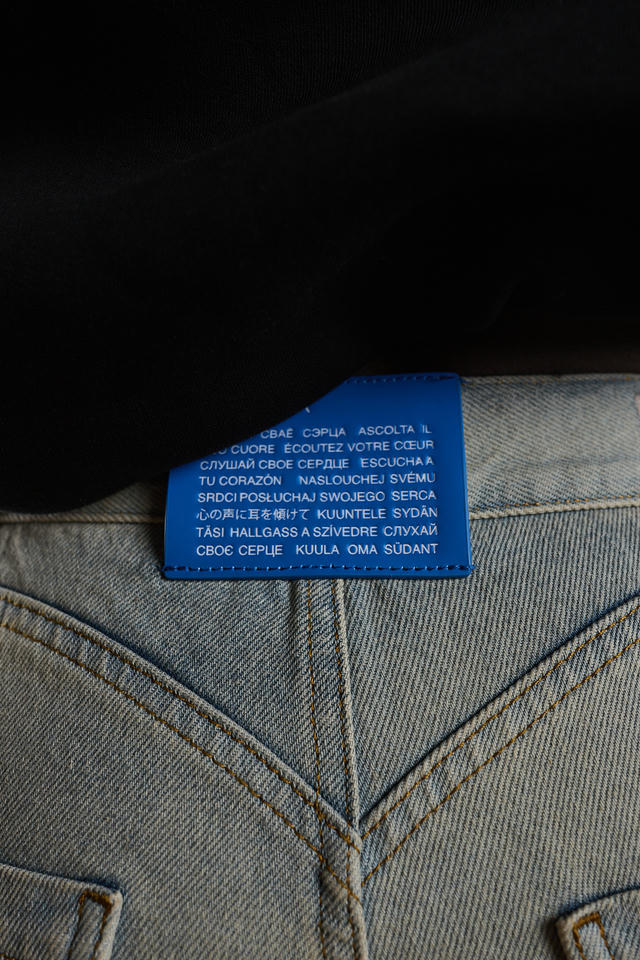 СВАЁ СЭРЦА ASCOLTA IL
CUORE ÉCOUTEZ VOTRE CŒUR
СЛУШАЙ СВОЕ СЕРДЦЕ ESCUCHA A
TU CORAZÓN NASLOUCHEJ SVÉMU
SRDCI POSŁUCHAJ SWOJEGO SERCA
心の声に耳を傾けて KUUNTELE SYDÄN
TÄSI HALLGASS A SZÍVEDRE СЛУХАЙ
СВОЄ СЕРЦЕ KUULA OMA SÜDANT